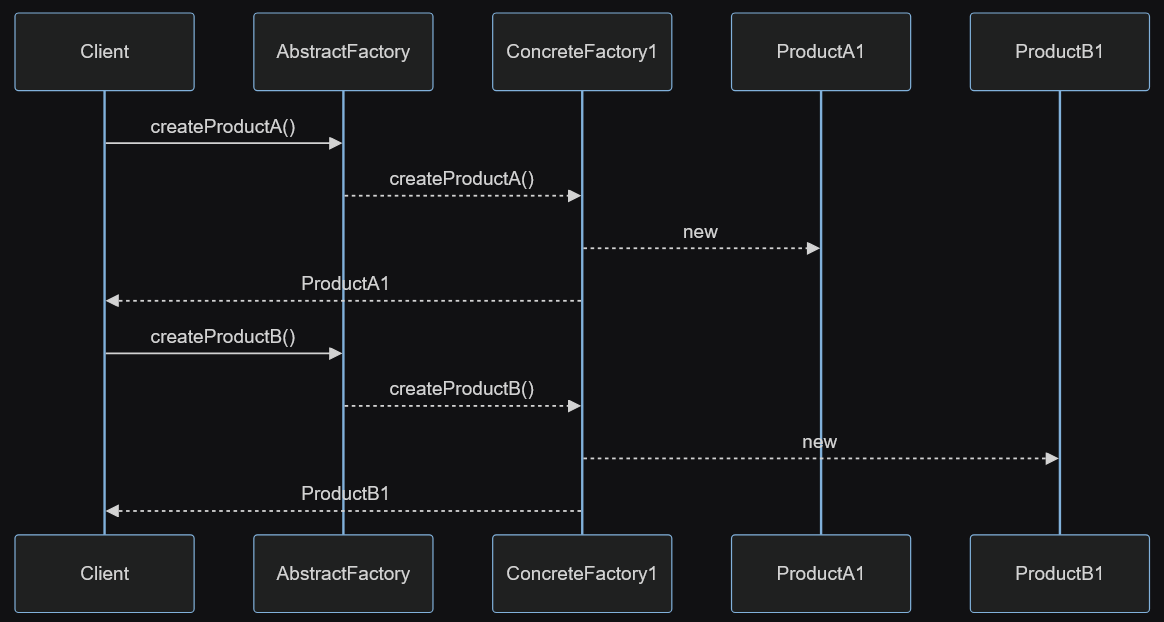 Client
AbstractFactory
ConcreteFactory1
ProductA1
ProductB1
createProductA()
createProductA()
new
ProductA1
createProductB()
createProductB()
new
ProductB1
Client
AbstractFactory
ConcreteFactory1
ProductA1
ProductB1